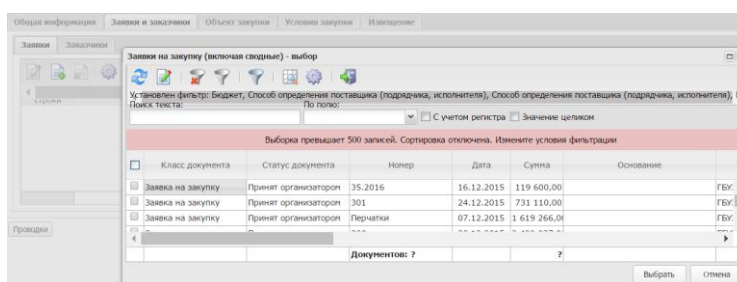 Общая информация Заявки и заказчики Объект закупки Условия закупки Извещение
Заявки Заказчики
Заявки на закупку (включая сводные) - выбор
Установлен фильтр: Бюджет, Способ определения поставщика (подрядчика, исполнителя), Способ определения поставщика (подрядчика, исполнителя),
Поиск текста: По полю:
С учетом регистра Значение целиком
Выборка превышает 500 записей. Сортировка отключена. Измените условия фильтрации
Класс документа Статус документа Номер Дата Сумма Основание
Заявка на закупку Принят организатором 35.2016 16.12.2015 119 600,00 ГБУ
Заявка на закупку Принят организатором 301 24.12.2015 731 110,00 ГБУ
Заявка на закупку Принят организатором Перчатки 07.12.2015 1 619 266,0 ГБУ
Документов: ? ?
Проводки
Выбрать Отмена